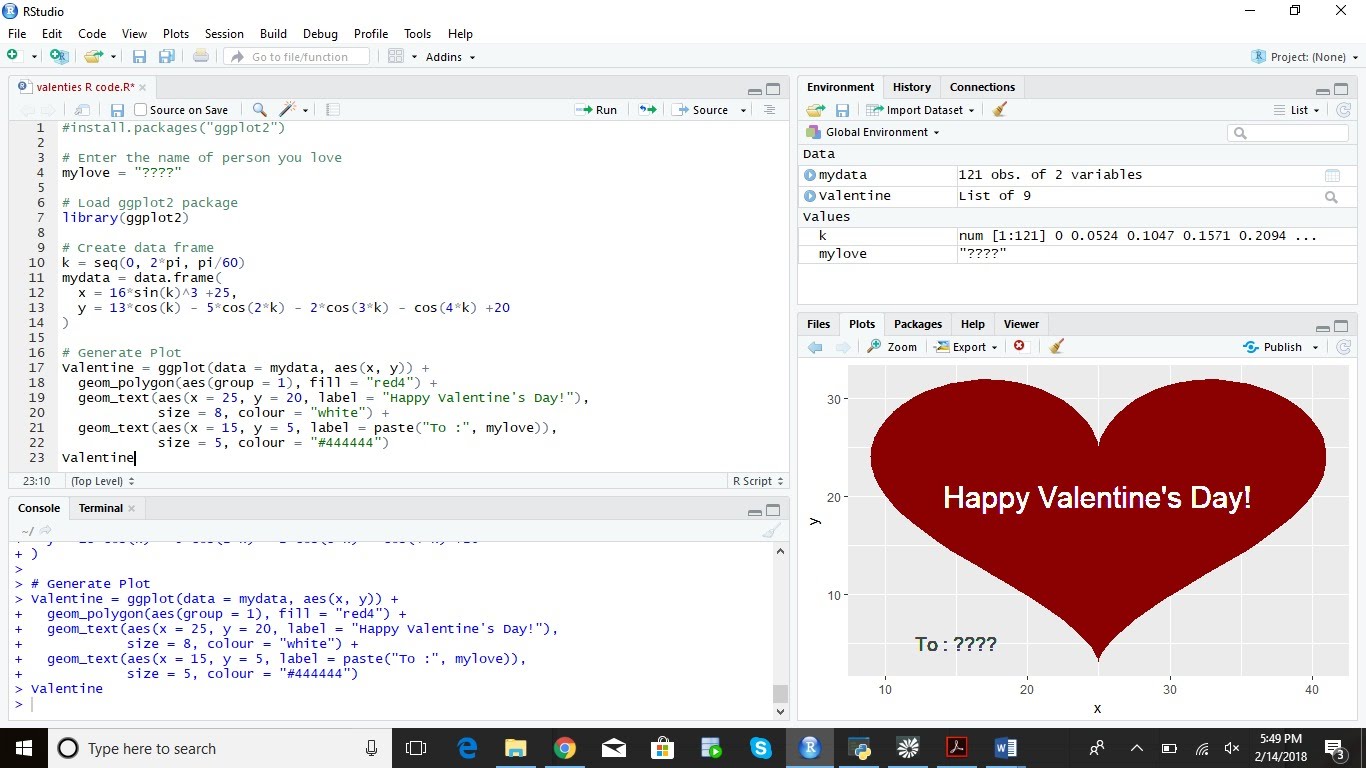 RStudio
File Edit Code View Plots Session Build Debug Profile Tools Help
Go to file/function Addins Project: (None)
valenties R code.R*
Source on Save Run Source
1 #install.packages("ggplot2")
2
3 # Enter the name of person you love
4 mylove = "????"
5
6 # Load ggplot2 package
7 library(ggplot2)
8
9 # Create data frame
10 k = seq(0, 2*pi, pi/60)
11 mydata = data.frame(
12 x = 16*sin(k)^3 +25,
13 y = 13*cos(k) - 5*cos(2*k) - 2*cos(3*k) - cos(4*k) +20
14 )
15
16 # Generate Plot
17 Valentine = ggplot(data = mydata, aes(x, y)) +
18 geom_polygon(aes(group = 1), fill = "red4") +
19 geom_text(aes(x = 25, y = 20, label = "Happy Valentine's Day!"),
20 size = 8, colour = "white") +
21 geom_text(aes(x = 15, y = 5, label = paste("To :", mylove)),
22 size = 5, colour = "#444444")
23 Valentine
23:10 (Top Level) R Script
Console Terminal
~/
+ )
>
> # Generate Plot
> Valentine = ggplot(data = mydata, aes(x, y)) +
+ geom_polygon(aes(group = 1), fill = "red4") +
+ geom_text(aes(x = 25, y = 20, label = "Happy Valentine's Day!"),
+ size = 8, colour = "white") +
+ geom_text(aes(x = 15, y = 5, label = paste("To :", mylove)),
+ size = 5, colour = "#444444")
> Valentine
>
Environment History Connections
Import Dataset List
Global Environment
Data
mydata 121 obs. of 2 variables
Valentine List of 9
Values
k num [1:121] 0 0.0524 0.1047 0.1571 0.2094 ...
mylove "????"
Files Plots Packages Help Viewer
Zoom Export Publish
30
20
10
y
Happy Valentine's Day!
To : ????
10 20 30 40
x
Type here to search
5:49 PM
2/14/2018
3